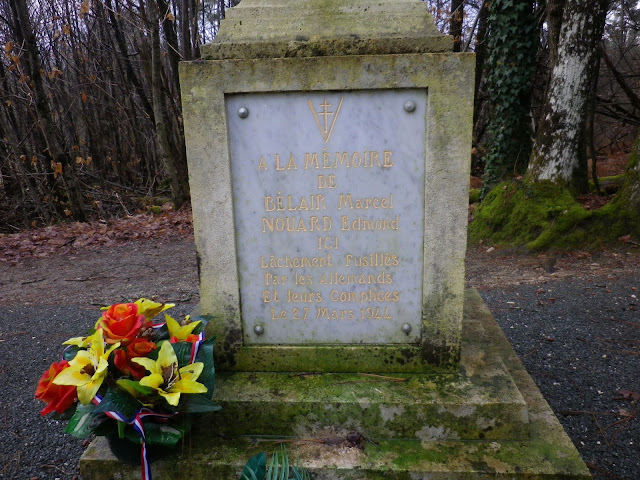 A LA MEMOIRE
DE
BÉLAIR Marcel
NOUARD Edmond
ICI
Lâchement fusillés
Par les allemands
Et leurs Complices
Le 27 Mars 1944